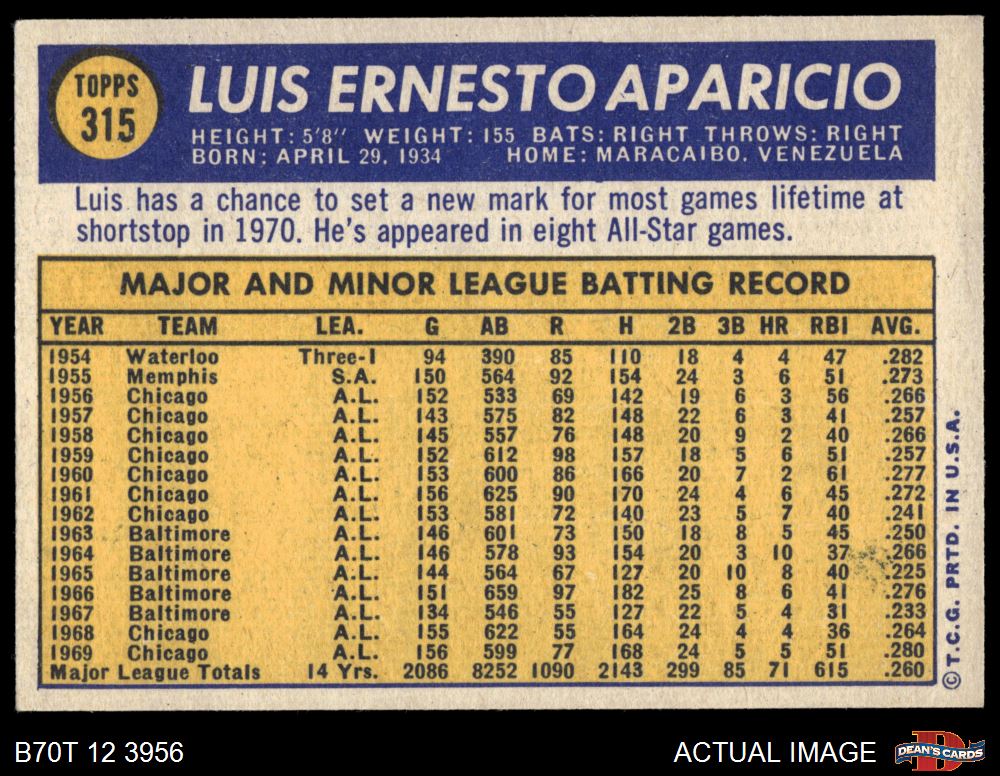 TOPPS
315
LUIS ERNESTO APARICIO
HEIGHT: 5'8" WEIGHT: 155 BATS: RIGHT THROWS: RIGHT
BORN: APRIL 29, 1934 HOME: MARACAIBO, VENEZUELA
Luis has a chance to set a new mark for most games lifetime at
shortstop in 1970. He's appeared in eight All-Star games.
MAJOR AND MINOR LEAGUE BATTING RECORD
YEAR TEAM LEA. G AB R H 2B 3B HR RBI AVG.
1954 Waterloo Three-I 94 390 85 110 18 4 4 47 .282
1955 Memphis S.A. 150 564 92 154 24 3 6 51 .273
1956 Chicago A.L. 152 533 69 142 19 6 3 56 .266
1957 Chicago A.L. 143 575 82 148 22 6 3 41 .257
1958 Chicago A.L. 145 557 76 148 20 9 2 40 .266
1959 Chicago A.L. 152 612 98 157 18 5 6 51 .257
1960 Chicago A.L. 153 600 86 166 20 7 2 61 .277
1961 Chicago A.L. 156 625 90 170 24 4 6 45 .272
1962 Chicago A.L. 153 581 72 140 23 5 7 40 .241
1963 Baltimore A.L. 146 601 73 150 18 8 5 45 .250
1964 Baltimore A.L. 146 578 93 154 20 3 10 37 .266
1965 Baltimore A.L. 144 564 67 127 20 10 8 40 .225
1966 Baltimore A.L. 151 659 97 182 25 8 6 41 .276
1967 Baltimore A.L. 134 546 55 127 22 5 4 31 .233
1968 Chicago A.L. 155 622 55 164 24 4 4 36 .264
1969 Chicago A.L. 156 599 77 168 24 5 5 51 .280
Major League Totals 14 Yrs. 2086 8252 1090 2143 299 85 71 615 .260
©T.C.G. PRTD. IN U.S.A.
B70T 12 3956
ACTUAL IMAGE
DEAN'S CARDS